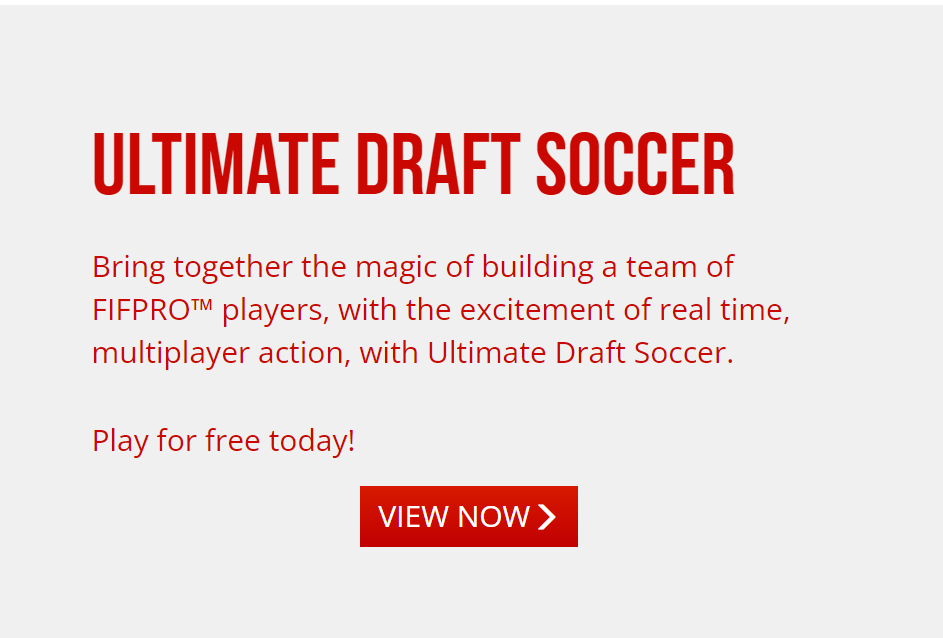 ULTIMATE DRAFT SOCCER
Bring together the magic of building a team of
FIFPRO™ players, with the excitement of real time,
multiplayer action, with Ultimate Draft Soccer.
Play for free today!
VIEW NOW